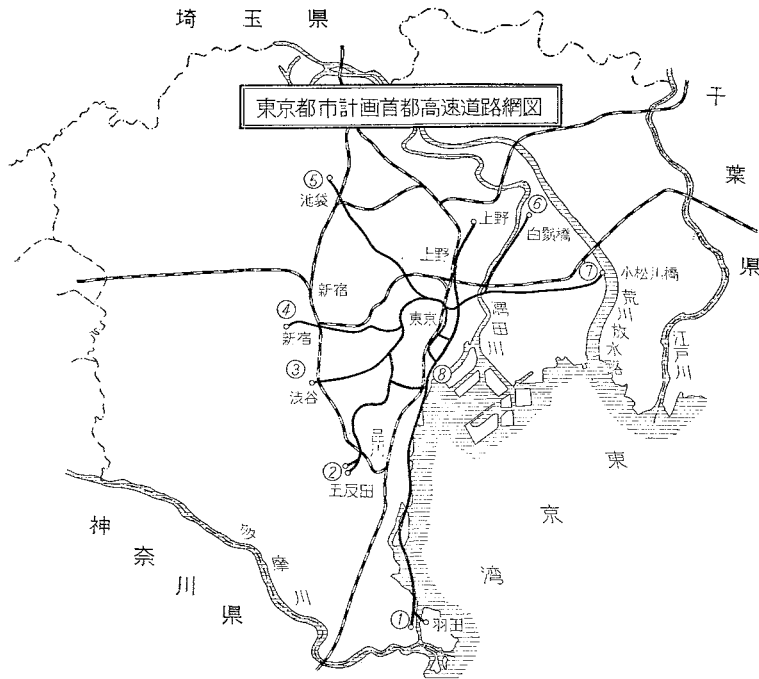 埼玉県
東京都市計画首都高速道路網図
千葉県
⑤
池袋
上野
⑥
白鬚橋
上野
⑦
小松川橋
新宿
④
新宿
東京
隅田川
荒川放水路
江戸川
③
渋谷
⑧
品川
②
五反田
東京湾
神奈川県
多摩川
①
羽田